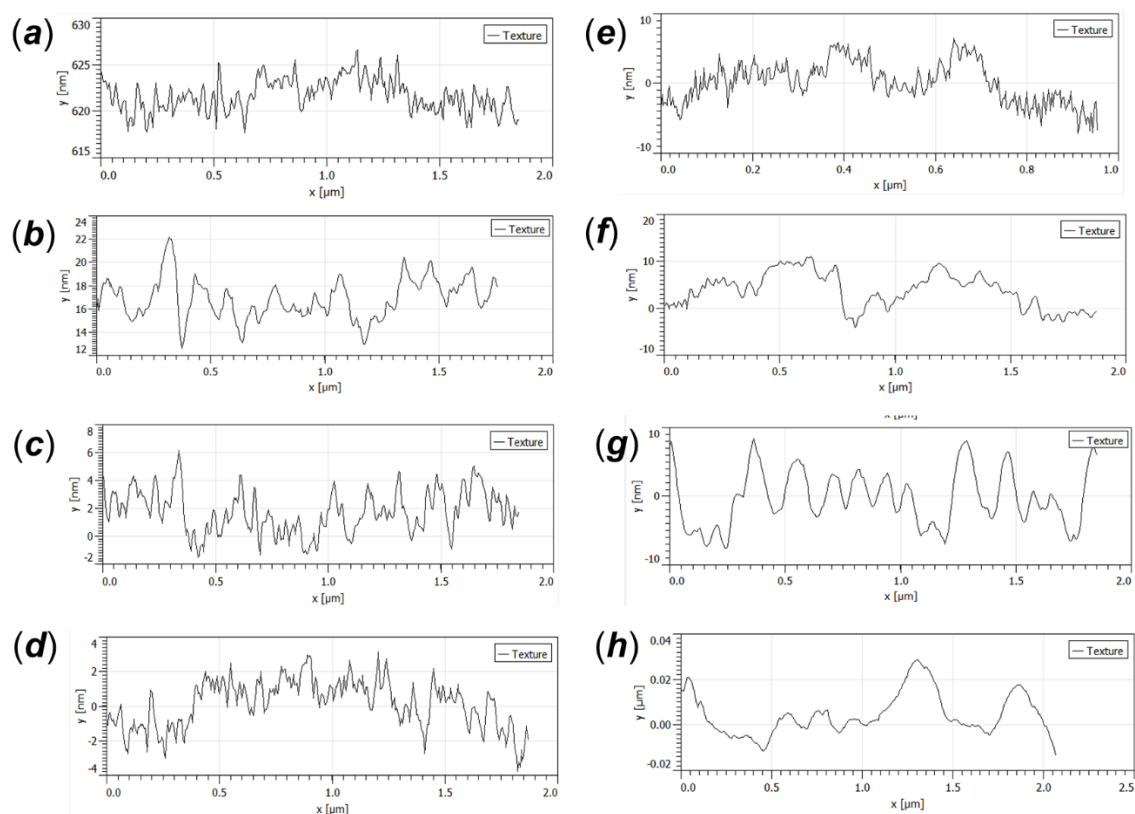 (a)
630
625
620
615
y [nm]
Texture
0.0 0.5 1.0 1.5 2.0
x [µm]
(b)
24
22
20
18
16
14
12
y [nm]
Texture
0.5 1.0 1.5 2.0
x [µm]
(c)
8
6
4
2
0
-2
y [nm]
Texture
0.0 0.5 1.0 1.5 2.0
x [µm]
(d)
4
2
0
-2
-4
y [nm]
Texture
0.0 0.5 1.0 1.5 2.0
x [µm]
(e)
10
0
-10
y [nm]
Texture
0.0 0.2 0.4 0.6 0.8 1.0
x [µm]
(f)
20
10
0
-10
y [nm]
Texture
0.0 0.5 1.0 1.5 2.0
x [µm]
(g)
x [µm]
10
0
-10
y [nm]
Texture
0.0 0.5 1.0 1.5 2.0
x [µm]
(h)
0.04
0.02
0.00
-0.02
y [µm]
Texture
0.0 0.5 1.0 1.5 2.0 2.5
x [µm]